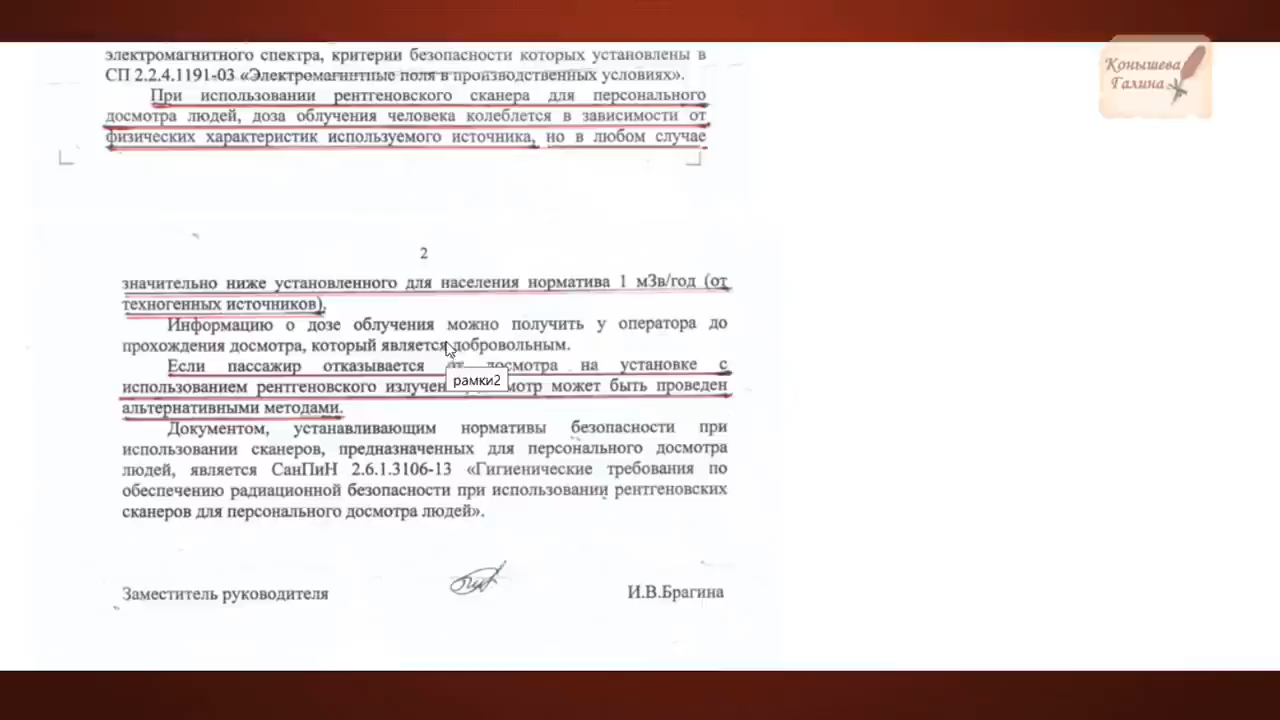 электромагнитного спектра, критерии безопасности которых установлены в
СП 2.2.4.1191-03 «Электромагнитные поля в производственных условиях».
При использовании рентгеновского сканера для персонального
досмотра людей, доза облучения человека колеблется в зависимости от
физических характеристик используемого источника, но в любом случае
Конышева
Галина
2
значительно ниже установленного для населения норматива 1 мЗв/год (от
техногенных источников).
Информацию о дозе облучения можно получить у оператора до
прохождения досмотра, который является добровольным.
Если пассажир отказывается от досмотра на установке с
использованием рентгеновского излучен мотр может быть проведен
рамки2
альтернативными методами.
Документом, устанавливающим нормативы безопасности при
использовании сканеров, предназначенных для персонального досмотра
людей, является СанПиН 2.6.1.3106-13 «Гигиенические требования по
обеспечению радиационной безопасности при использовании рентгеновских
сканеров для персонального досмотра людей».
Заместитель руководителя
И.В.Брагина